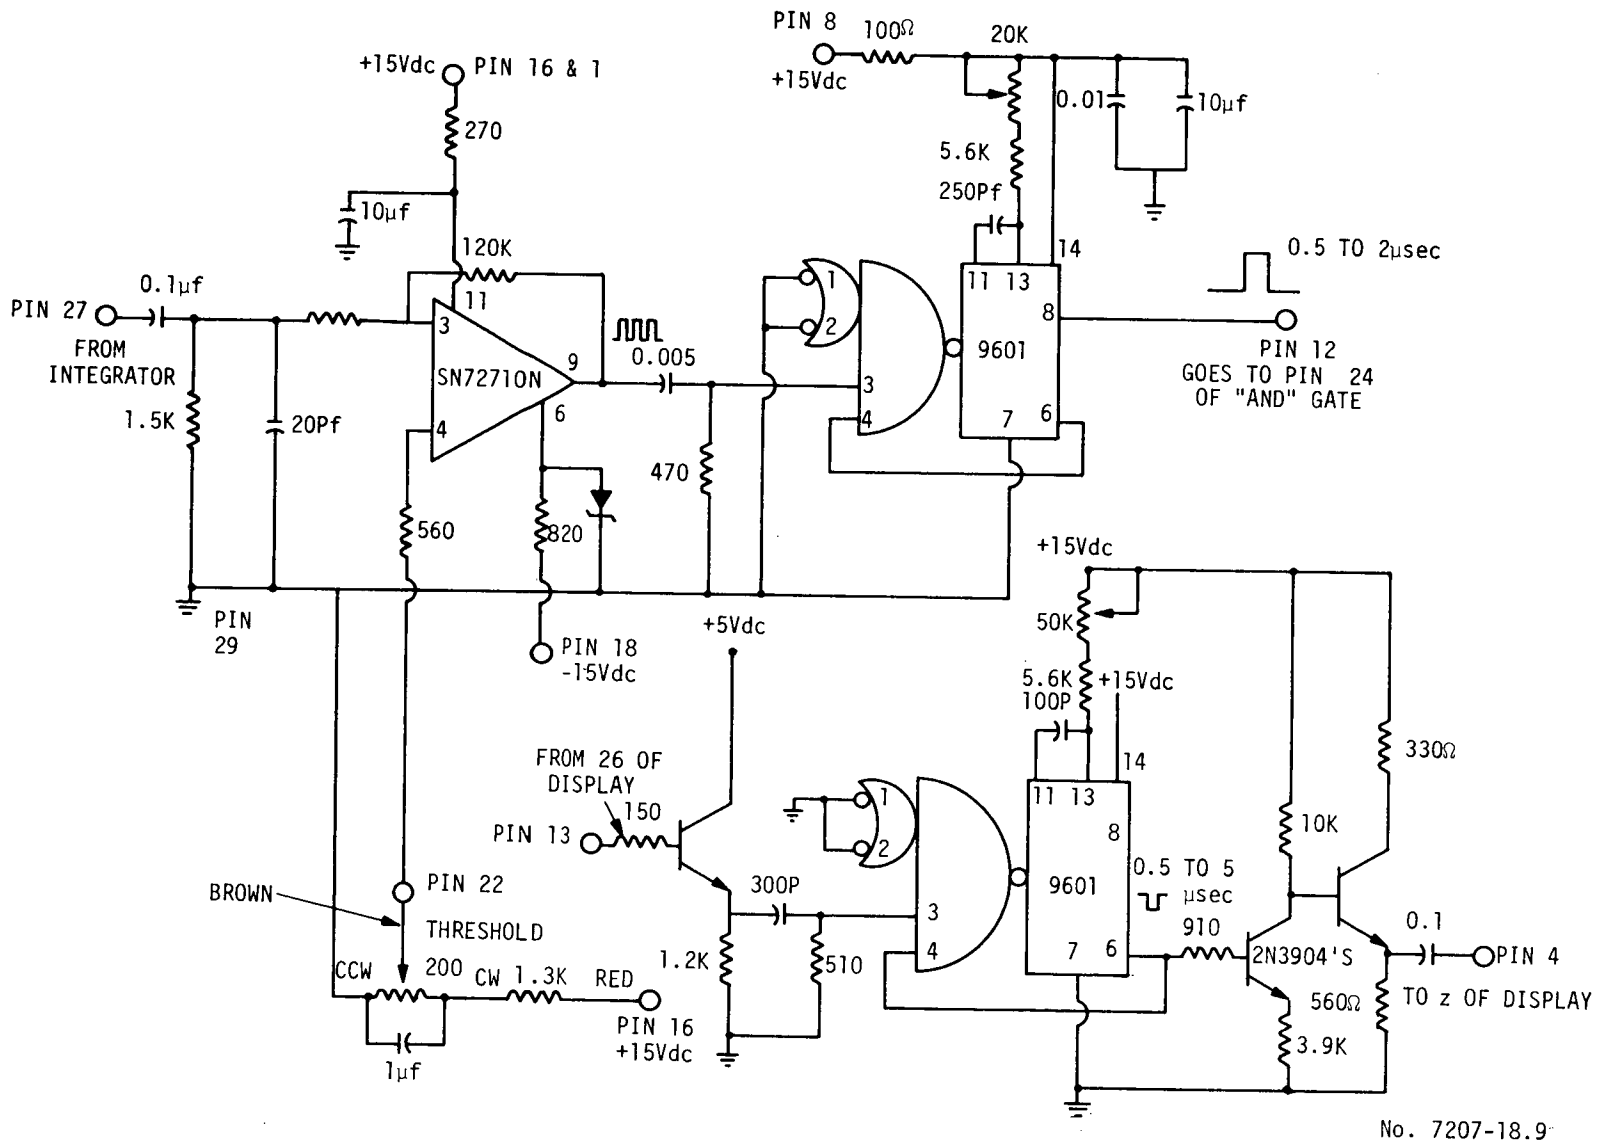 PIN 8
100Ω
20K
+15Vdc
0.01
10µf
5.6K
250Pf
+15Vdc
PIN 16 & 1
270
10µf
120K
11
0.1µf
PIN 27
FROM
INTEGRATOR
1.5K
20Pf
3
SN72710N
9
6
4
560
820
0.005
470
1
2
3
4
11
13
14
8
9601
7
6
0.5 TO 2µsec
PIN 12
GOES TO PIN 24
OF "AND" GATE
PIN
29
PIN 18
-15Vdc
+5Vdc
FROM 26 OF
DISPLAY
150
PIN 13
300P
1.2K
510
1
2
3
4
+15Vdc
50K
5.6K
100P
+15Vdc
14
11
13
8
9601
7
6
0.5 TO 5
µsec
910
2N3904'S
10K
330Ω
0.1
PIN 4
TO z OF DISPLAY
560Ω
3.9K
BROWN
PIN 22
THRESHOLD
CCW
200
CW
1.3K
RED
PIN 16
+15Vdc
1µf
No. 7207-18.9